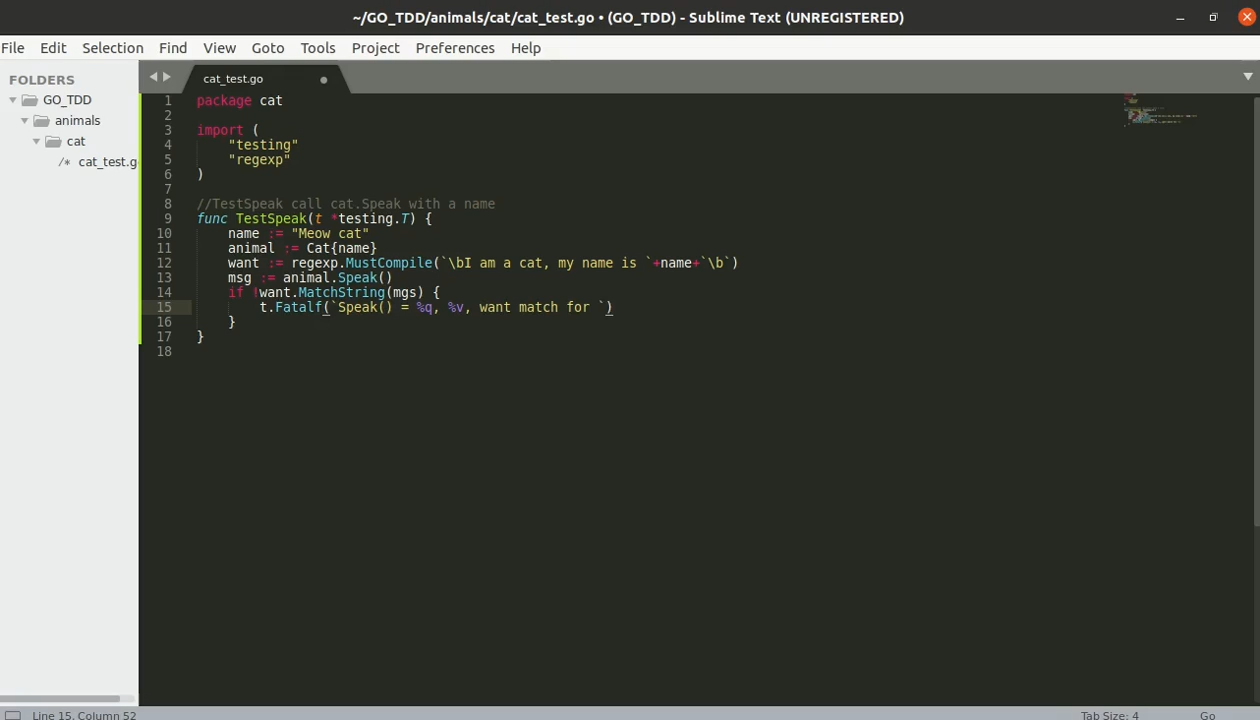 ~/GO_TDD/animals/cat/cat_test.go • (GO_TDD) - Sublime Text (UNREGISTERED)
File Edit Selection Find View Goto Tools Project Preferences Help
FOLDERS
GO_TDD
animals
cat
/* cat_test.g
cat_test.go
1 package cat
2
3 import (
4 "testing"
5 "regexp"
6 )
7
8 //TestSpeak call cat.Speak with a name
9 func TestSpeak(t *testing.T) {
10 name := "Meow cat"
11 animal := Cat{name}
12 want := regexp.MustCompile(`\bI am a cat, my name is `+name+`\b`)
13 msg := animal.Speak()
14 if !want.MatchString(mgs) {
15 t.Fatalf(`Speak() = %q, %v, want match for `)
16 }
17 }
18
Line 15, Column 52
Tab Size: 4
Go